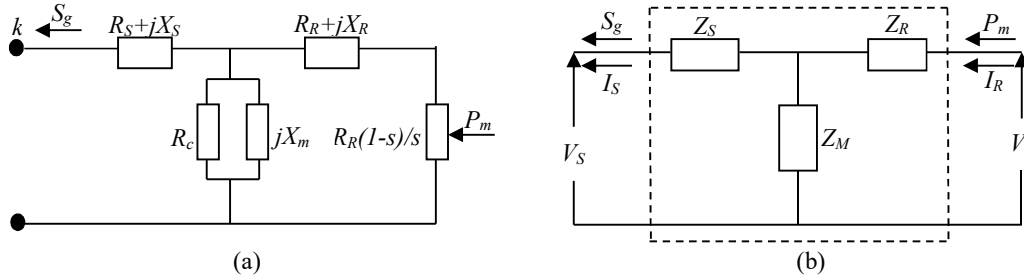 k
S_g
R_S+jX_S
R_R+jX_R
R_c
jX_m
R_R(1-s)/s
P_m
(a)
S_g
I_S
Z_S
Z_R
P_m
I_R
V_S
Z_M
V
(b)